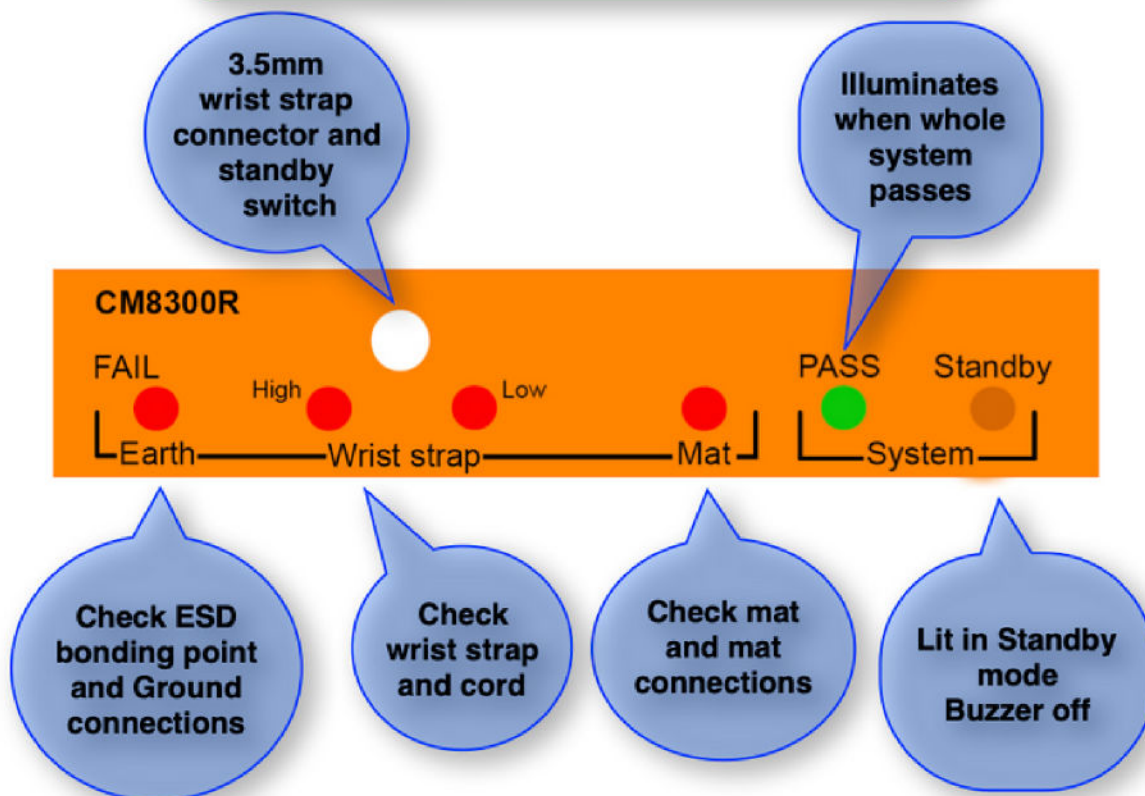 3.5mm
wrist strap
connector and
standby
switch
Illuminates
when whole
system
passes
CM8300R
FAIL
High
Low
PASS
Standby
Earth
Wrist strap
Mat
System
Check ESD
bonding point
and Ground
connections
Check
wrist strap
and cord
Check mat
and mat
connections
Lit in Standby
mode
Buzzer off